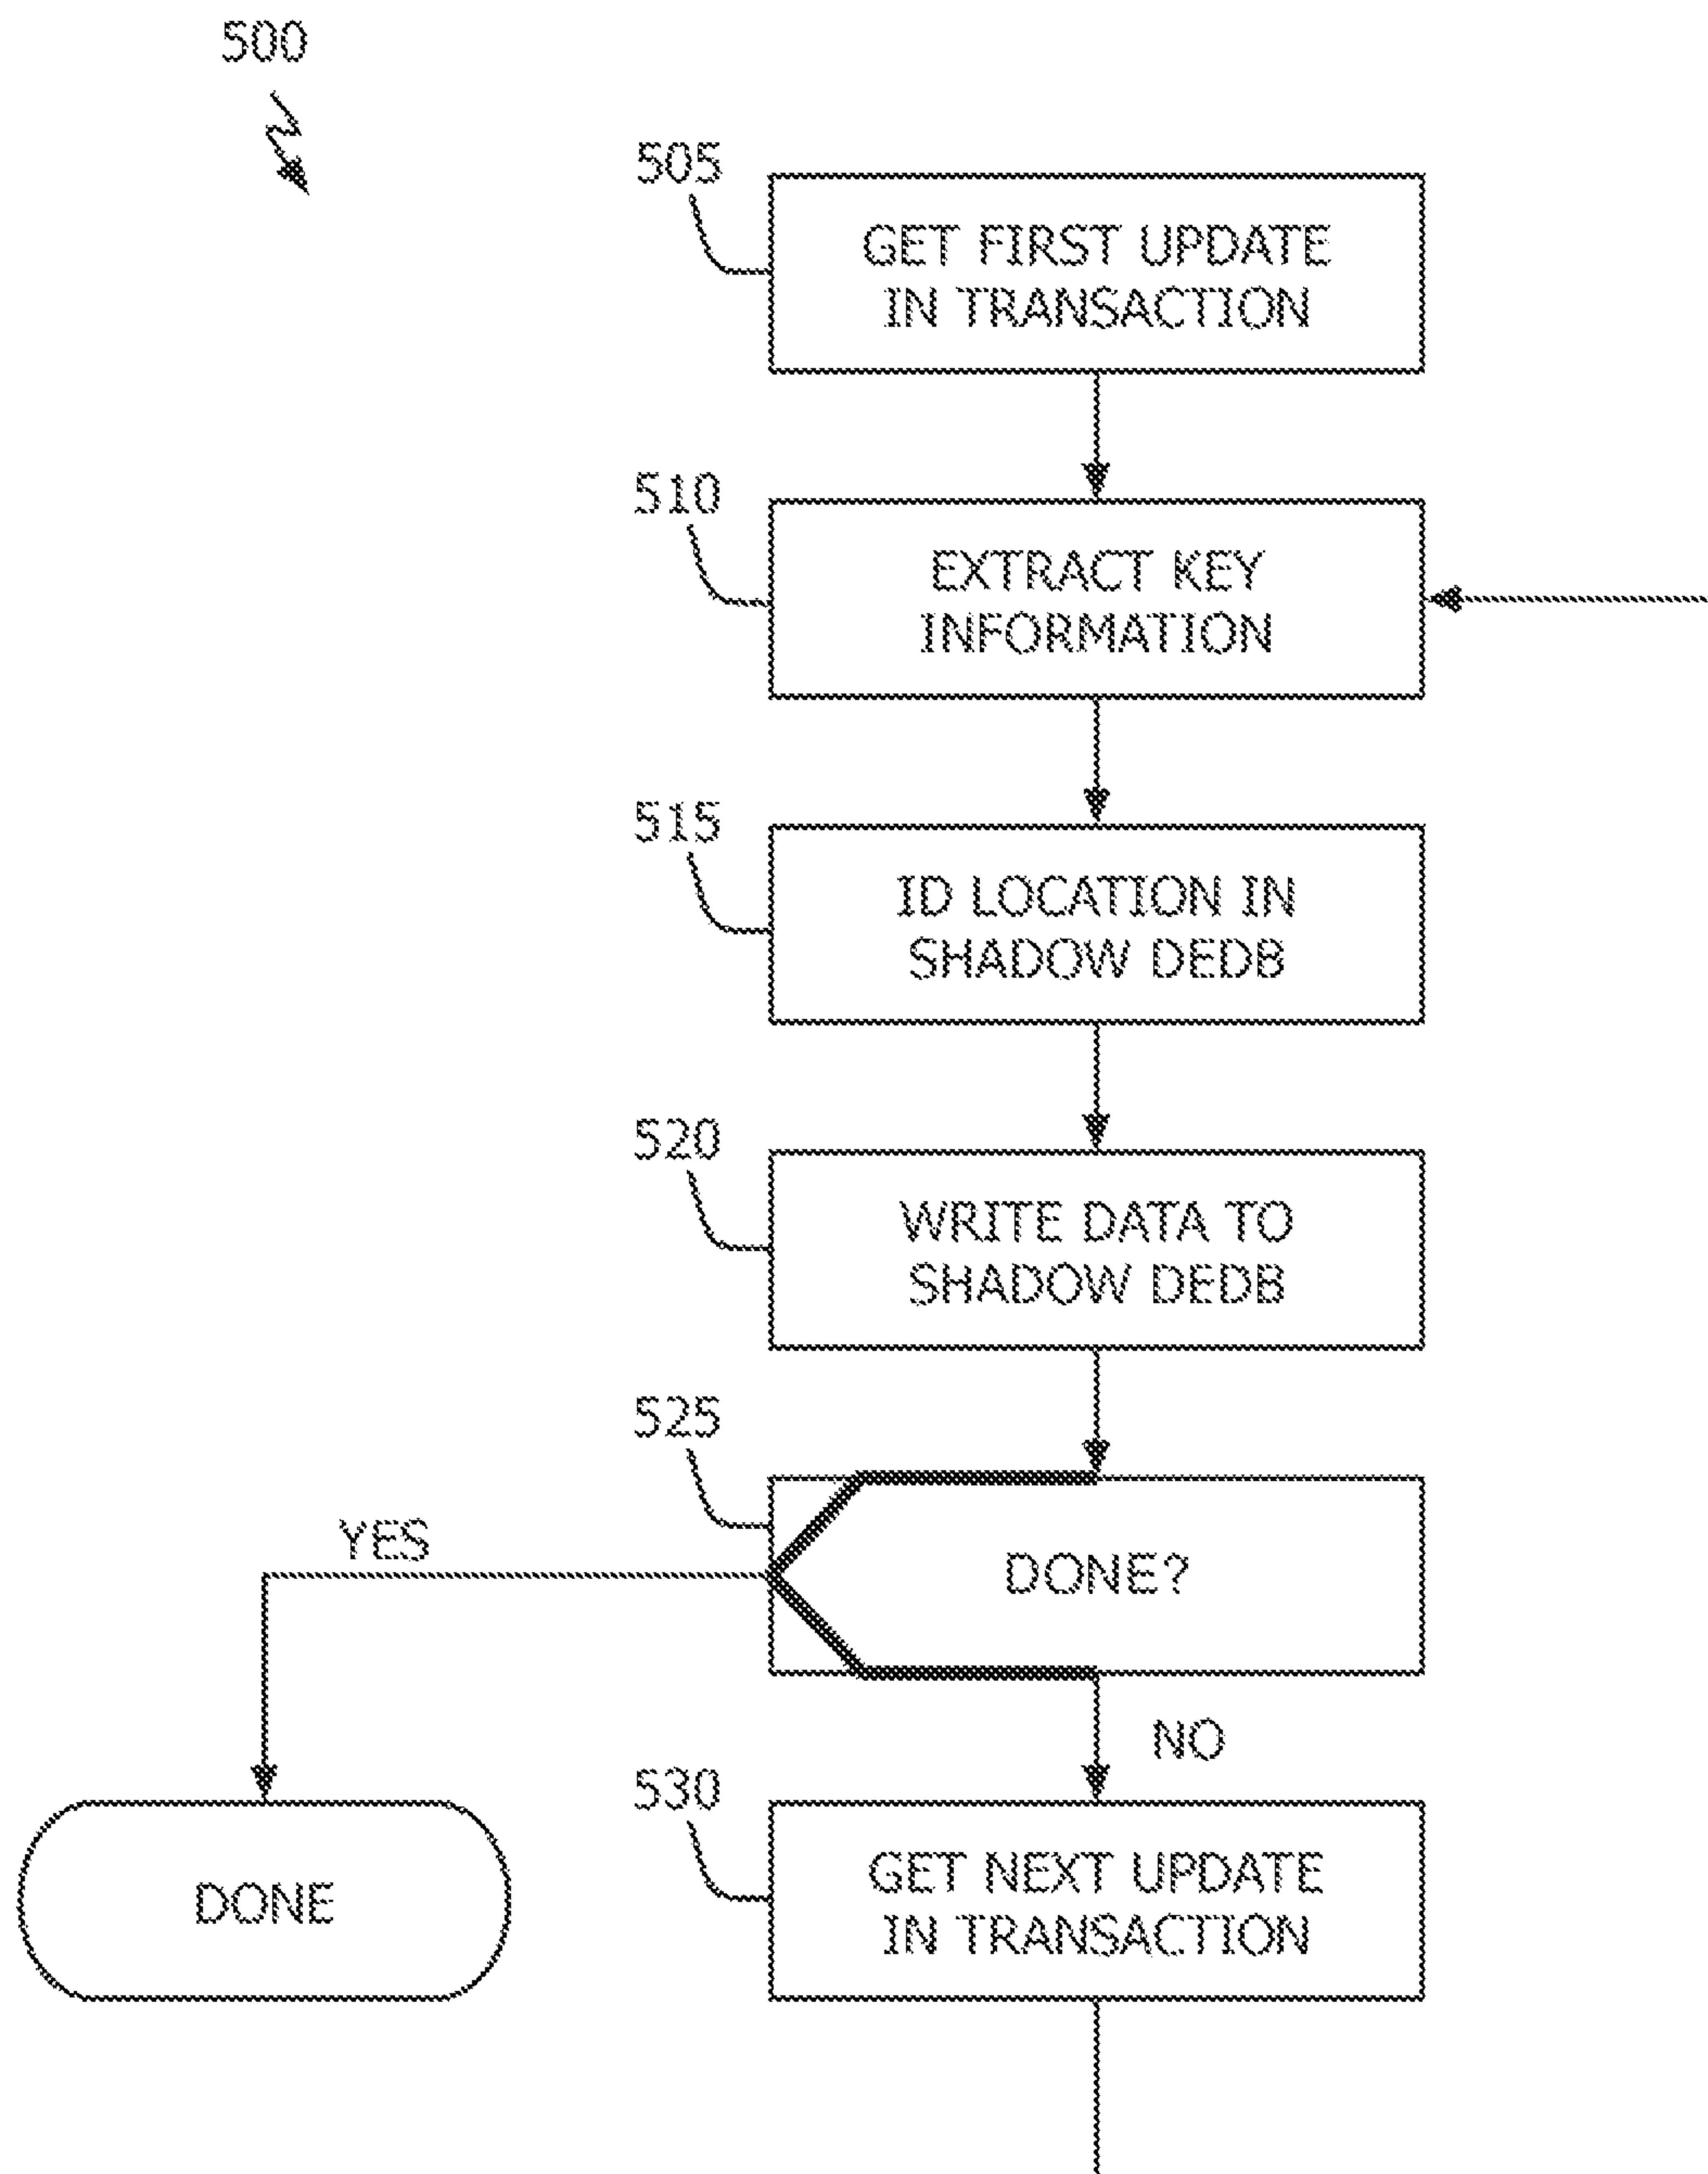 500
505
GET FIRST UPDATE
IN TRANSACTION
510
EXTRACT KEY
INFORMATION
515
ID LOCATION IN
SHADOW DEDB
520
WRITE DATA TO
SHADOW DEDB
525
YES
DONE?
NO
530
DONE
GET NEXT UPDATE
IN TRANSACTION